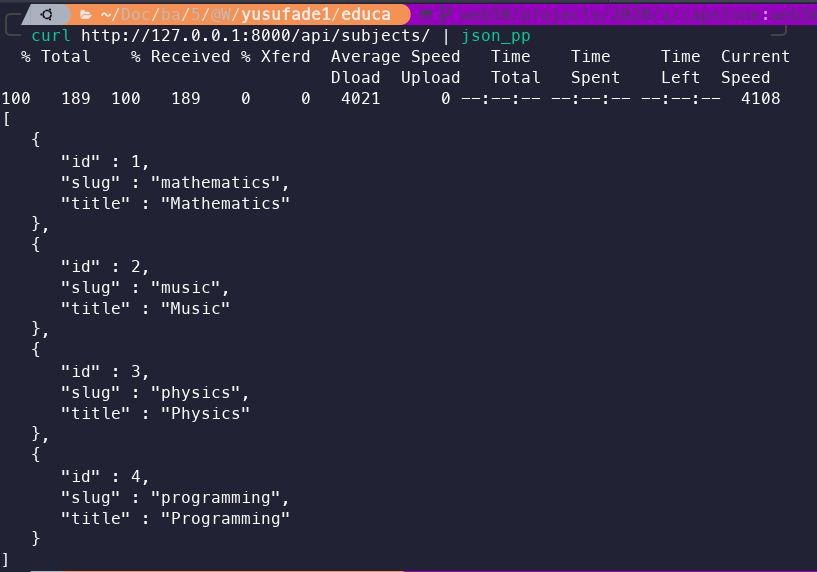 ~/Doc/ba/5/@W/yusufade1/educa
curl http://127.0.0.1:8000/api/subjects/ | json_pp
% Total % Received % Xferd Average Speed Time Time Time Current
Dload Upload Total Spent Left Speed
100 189 100 189 0 0 4021 0 --:--:-- --:--:-- --:--:-- 4108
[
{
"id" : 1,
"slug" : "mathematics",
"title" : "Mathematics"
},
{
"id" : 2,
"slug" : "music",
"title" : "Music"
},
{
"id" : 3,
"slug" : "physics",
"title" : "Physics"
},
{
"id" : 4,
"slug" : "programming",
"title" : "Programming"
}
]